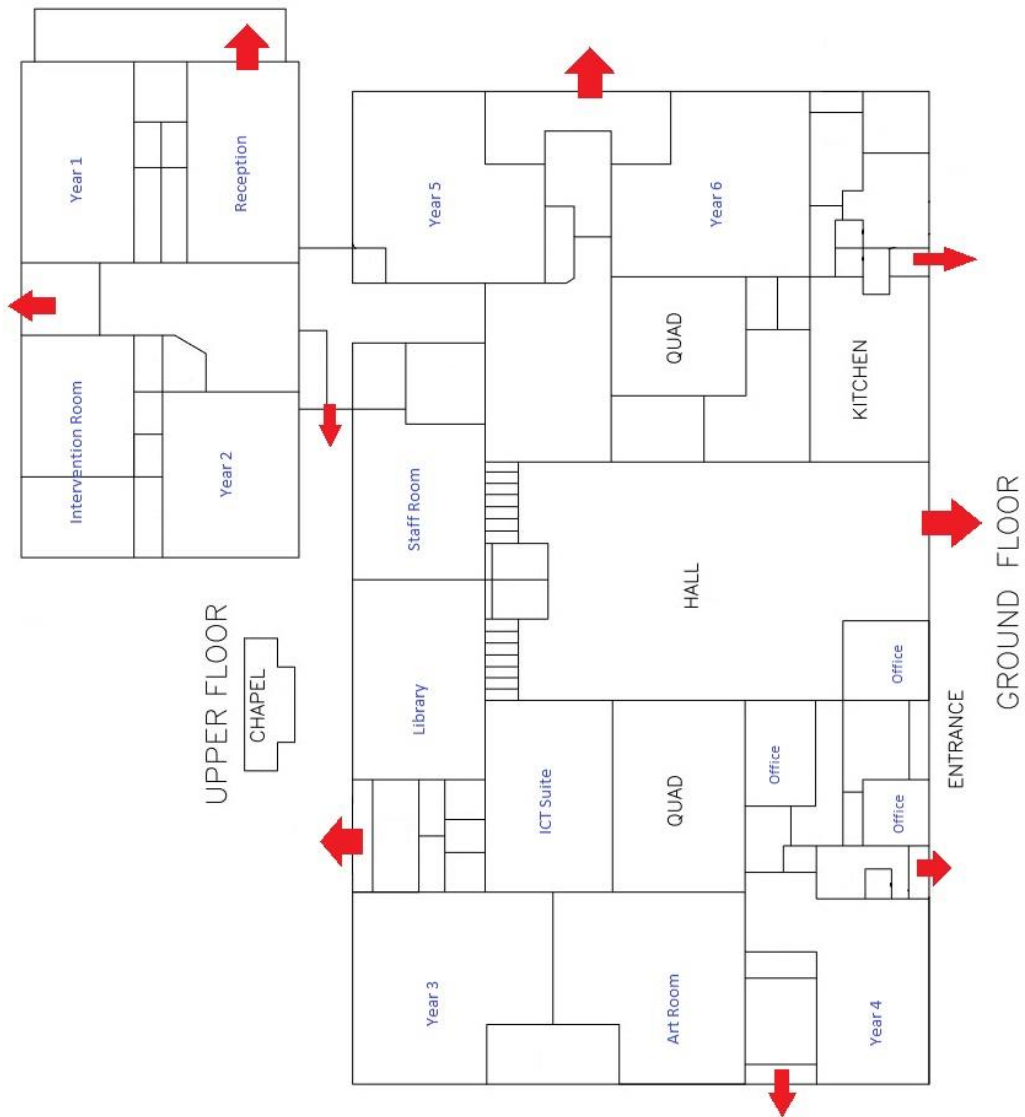 Year 1
Reception
Year 5
Year 6
QUAD
KITCHEN
Intervention Room
Year 2
Staff Room
HALL
GROUND FLOOR
UPPER FLOOR
CHAPEL
Library
Office
ENTRANCE
ICT Suite
QUAD
Office
Office
Year 3
Art Room
Year 4